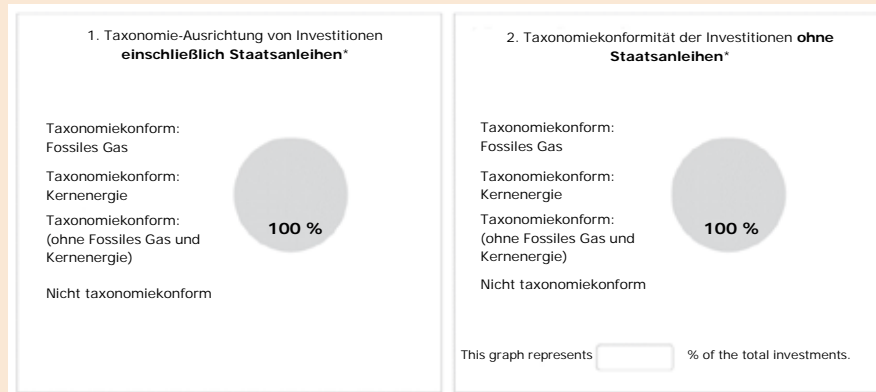 1. Taxonomie-Ausrichtung von Investitionen
einschließlich Staatsanleihen*
Taxonomiekonform:
Fossiles Gas
Taxonomiekonform:
Kernenergie
Taxonomiekonform:
(ohne Fossiles Gas und
Kernenergie)
Nicht taxonomiekonform
100 %
2. Taxonomiekonformität der Investitionen ohne
Staatsanleihen*
Taxonomiekonform:
Fossiles Gas
Taxonomiekonform:
Kernenergie
Taxonomiekonform:
(ohne Fossiles Gas und
Kernenergie)
Nicht taxonomiekonform
100 %
This graph represents % of the total investments.